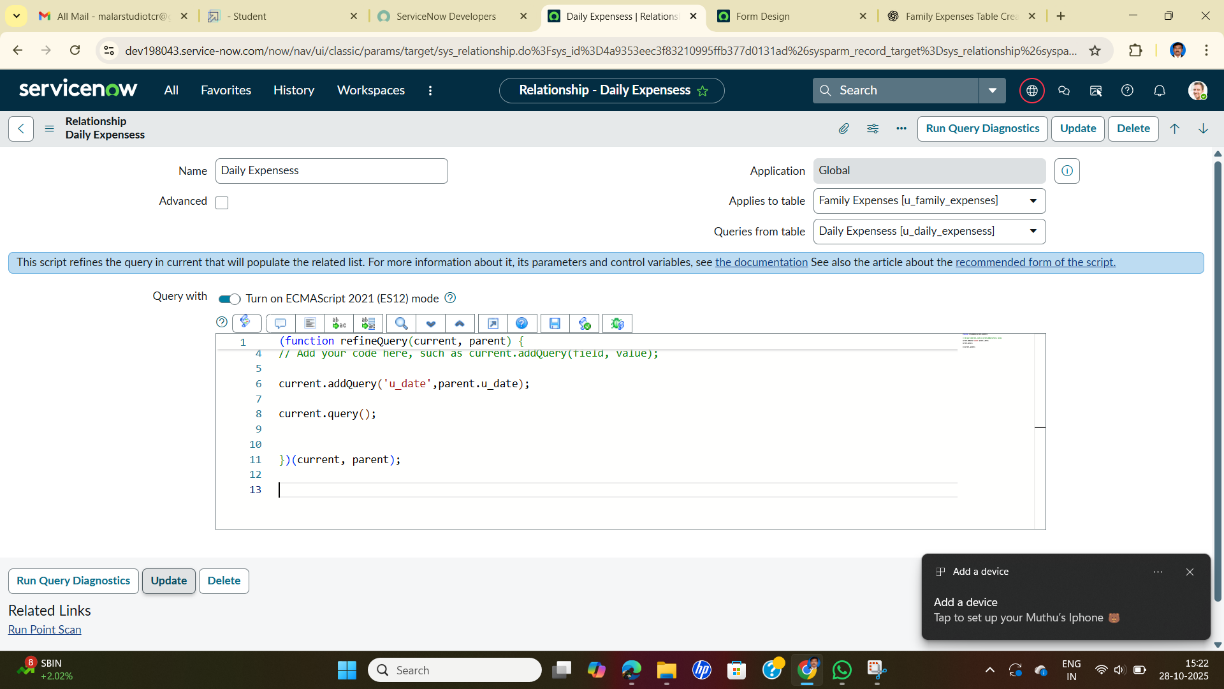 All Mail - malarstudiotcr@g
- Student
ServiceNow Developers
Daily Expensess | Relations
Form Design
Family Expenses Table Crea
dev198043.service-now.com/now/nav/ui/classic/params/target/sys_relationship.do%3Fsys_id%3D4a9353eec3f83210995ffb377d0131ad%26sysparm_record_target%3Dsys_relationship%26syspa...
servicenow
All
Favorites
History
Workspaces
Relationship - Daily Expensess
Search
Relationship
Daily Expensess
Run Query Diagnostics
Update
Delete
Name
Daily Expensess
Application
Global
Advanced
Applies to table
Family Expenses [u_family_expenses]
Queries from table
Daily Expensess [u_daily_expensess]
This script refines the query in current that will populate the related list. For more information about it, its parameters and control variables, see the documentation See also the article about the recommended form of the script.
Query with
Turn on ECMAScript 2021 (ES12) mode
1 (function refineQuery(current, parent) {
4 // Add your code here, such as current.addQuery(field, value);
5
6 current.addQuery('u_date',parent.u_date);
7
8 current.query();
9
10
11 })(current, parent);
12
13
Run Query Diagnostics
Update
Delete
Related Links
Run Point Scan
Add a device
Add a device
Tap to set up your Muthu's Iphone 🐻
8
SBIN
+2.02%
Search
ENG
IN
15:22
28-10-2025